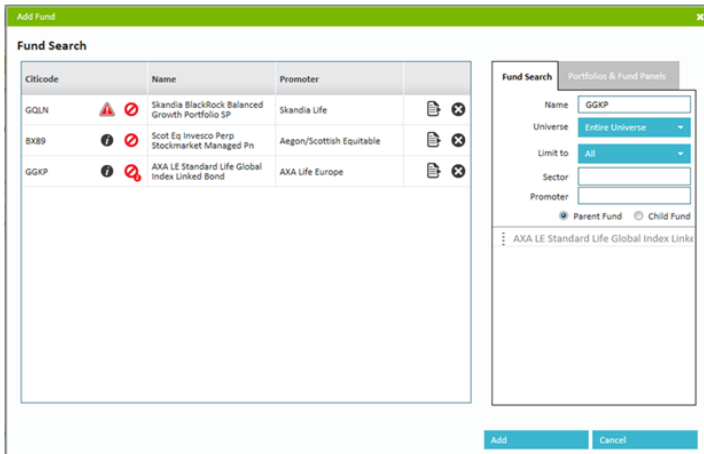 Add Fund
Fund Search
Citicode Name Promoter
GQLN Skandia BlackRock Balanced Skandia Life
Growth Portfolio SP
BX89 Scot Eq Invesco Perp Aegon/Scottish Equitable
Stockmarket Managed Pn
GGKP AXA LE Standard Life Global AXA Life Europe
Index Linked Bond
Fund Search Portfolios & Fund Panels
Name GGKP
Universe Entire Universe
Limit to All
Sector
Promoter
Parent Fund Child Fund
AXA LE Standard Life Global Index Linke
Add Cancel